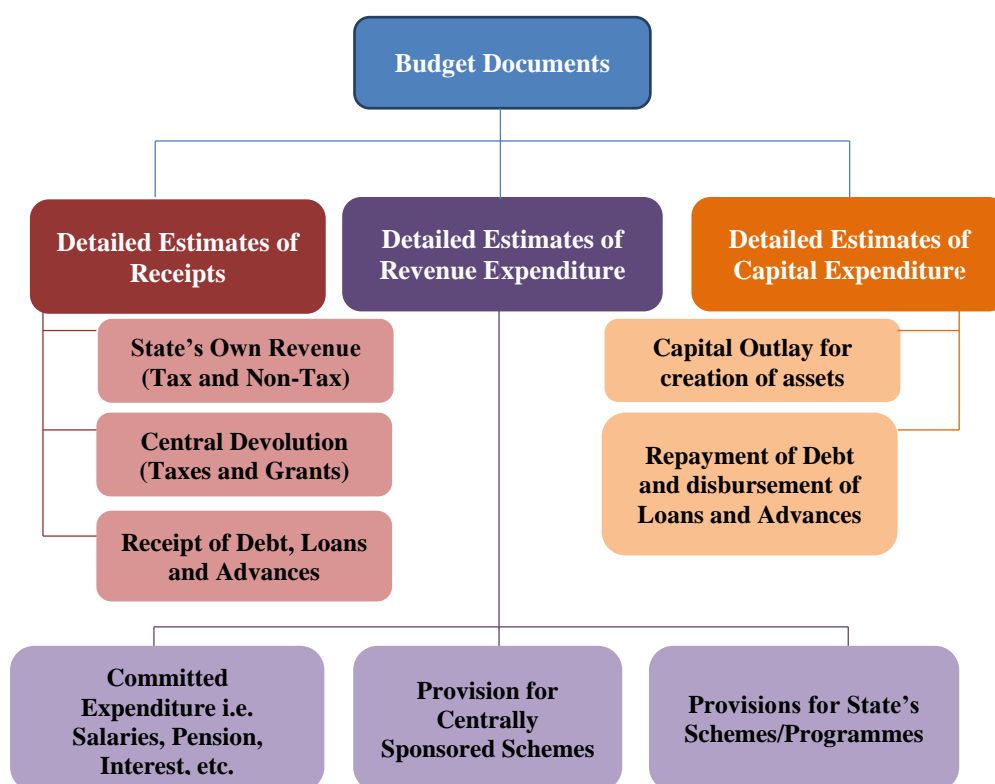 Budget Documents
Detailed Estimates of
Receipts
Detailed Estimates of
Revenue Expenditure
Detailed Estimates of
Capital Expenditure
State’s Own Revenue
(Tax and Non-Tax)
Central Devolution
(Taxes and Grants)
Receipt of Debt, Loans
and Advances
Capital Outlay for
creation of assets
Repayment of Debt
and disbursement of
Loans and Advances
Committed
Expenditure i.e.
Salaries, Pension,
Interest, etc.
Provision for
Centrally
Sponsored Schemes
Provisions for State’s
Schemes/Programmes